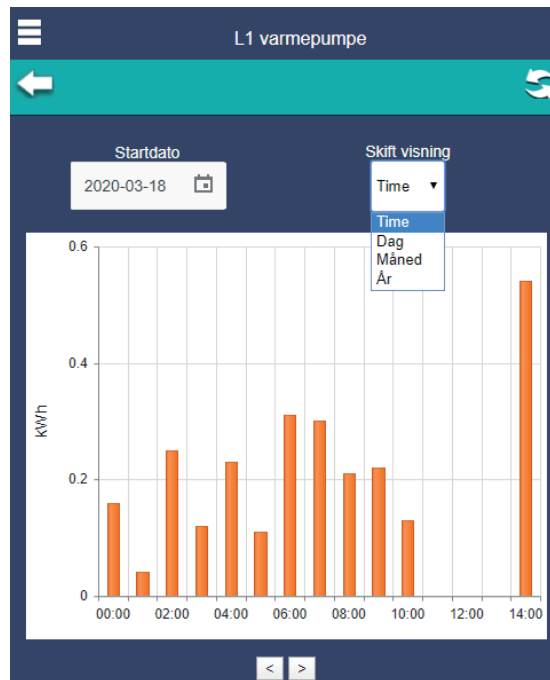 L1 varmepumpe
Startdato
Skift visning
2020-03-18
Time
Time
Dag
Måned
År
0.6
0.4
0.2
0
kWh
00:00 02:00 04:00 06:00 08:00 10:00 12:00 14:00
< >